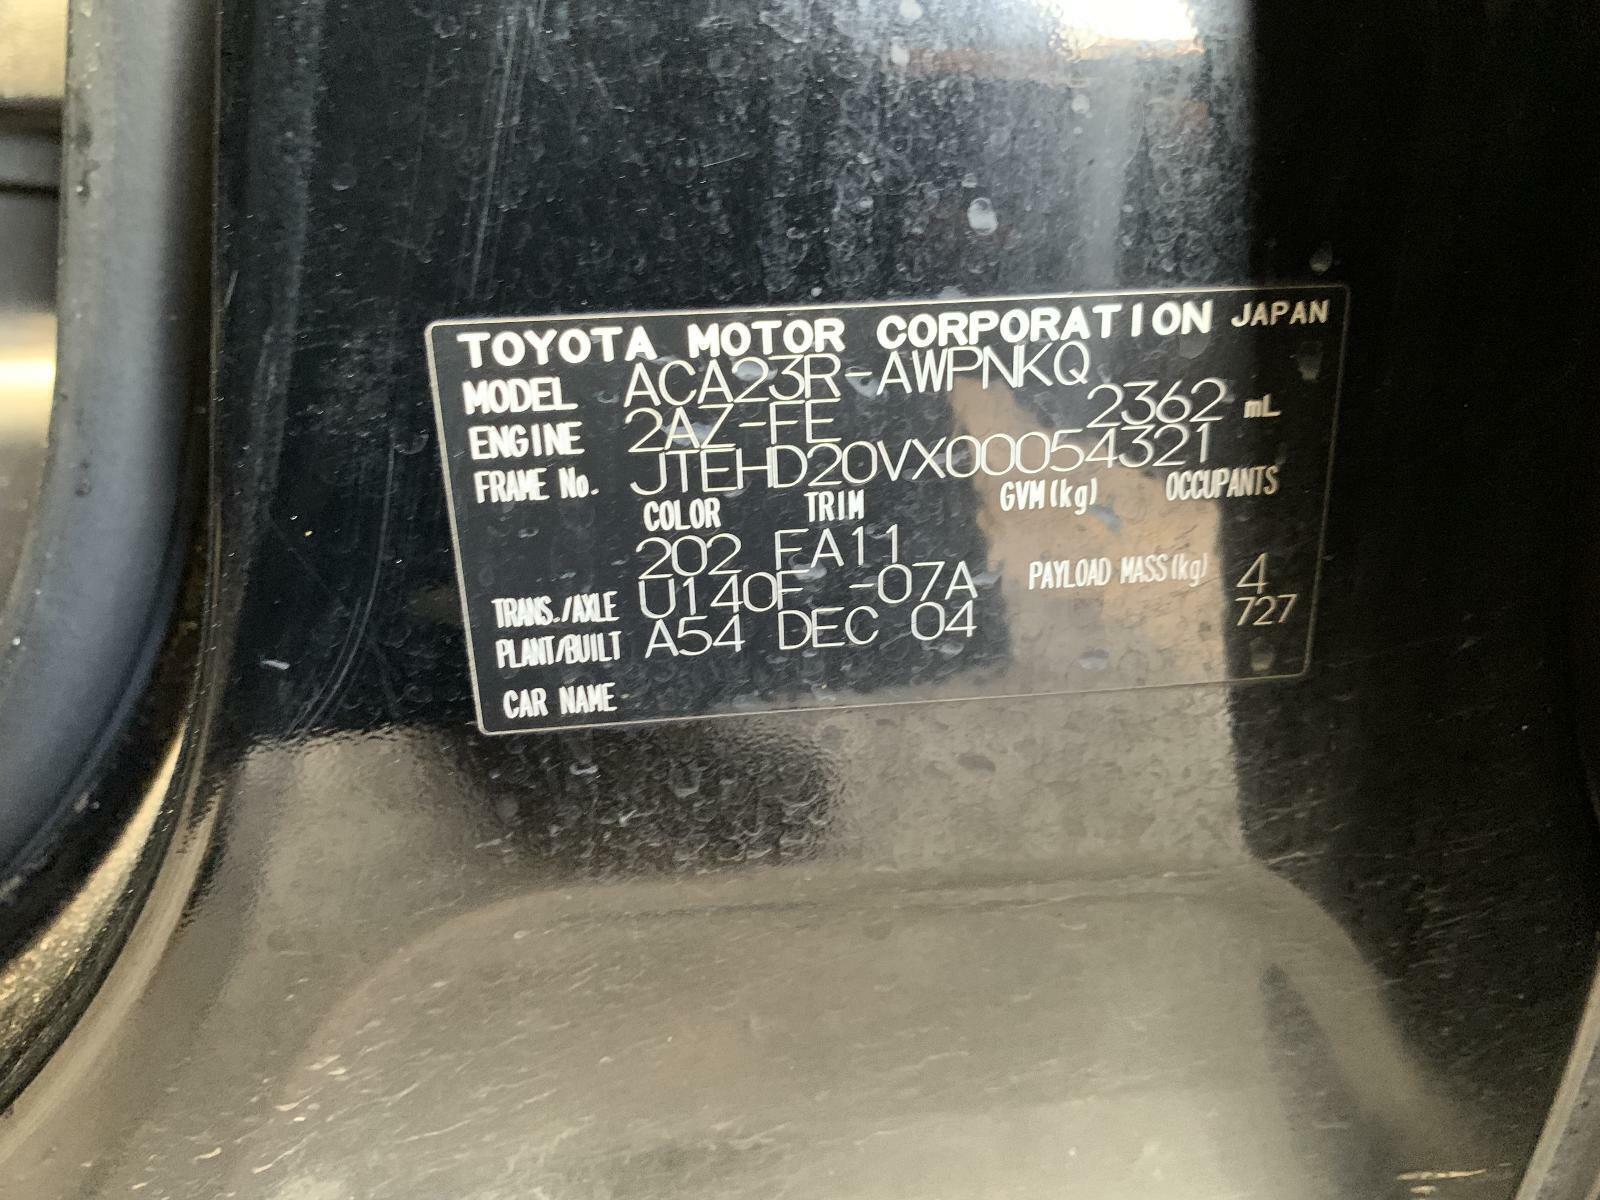 TOYOTA MOTOR CORPORATION JAPAN
MODEL ACA23R-AWPNKQ
ENGINE 2AZ-FE 2362 mL
FRAME No. JTEHD20VX00054321
COLOR TRIM GVM(kg) OCCUPANTS
202 FA11
TRANS./AXLE U140F -07A PAYLOAD MASS(kg) 4
PLANT/BUILT A54 DEC 04 727
CAR NAME